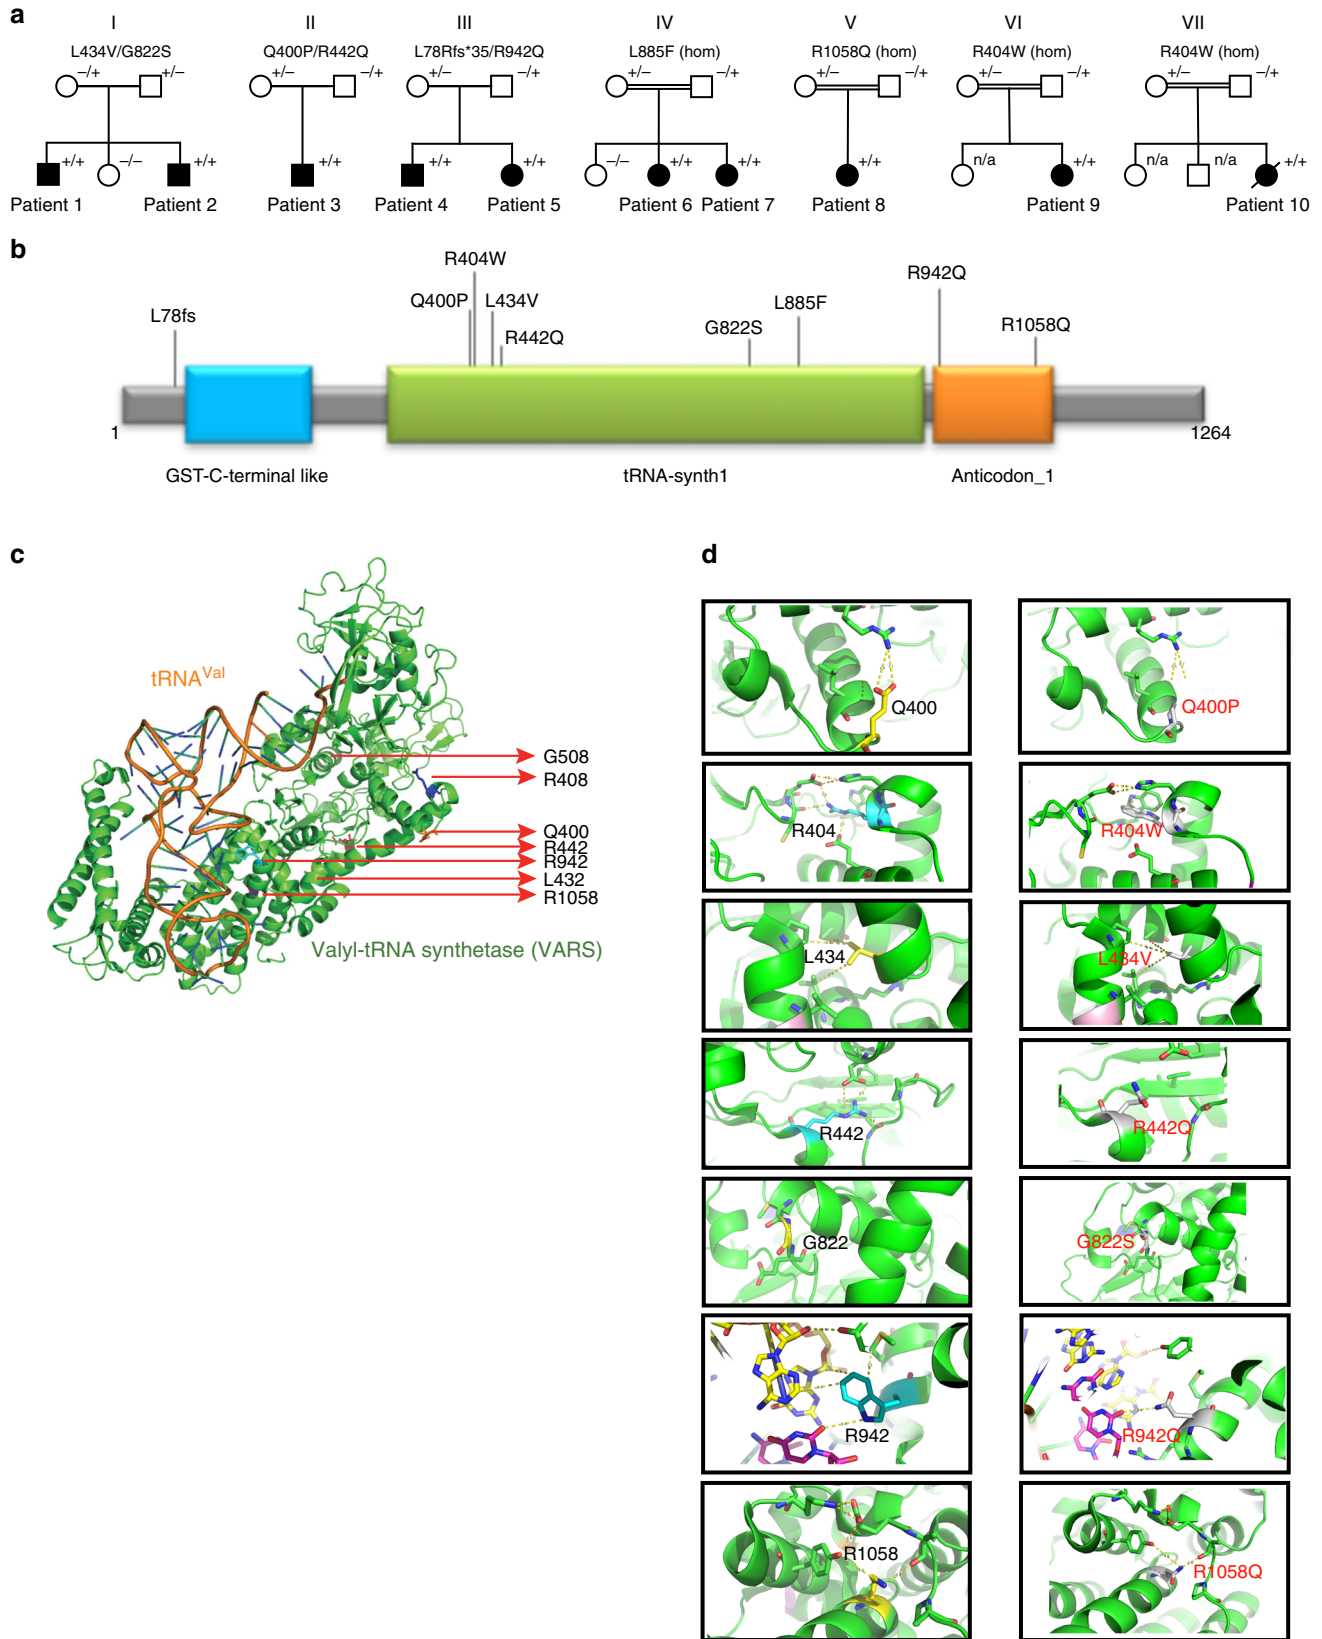 a
I II III IV V VI VII
L434V/G822S Q400P/R442Q L78Rfs*35/R942Q L885F (hom) R1058Q (hom) R404W (hom) R404W (hom)
–/+ +/– +/– –/+ +/– –/+ +/– –/+ +/– –/+ +/– –/+ +/– –/+
+/+ –/– +/+ +/+ +/+ +/+ –/– +/+ +/+ +/+ n/a +/+ n/a n/a +/+
Patient 1 Patient 2 Patient 3 Patient 4 Patient 5 Patient 6 Patient 7 Patient 8 Patient 9 Patient 10
b
R404W
R942Q
Q400P L434V
L885F
L78fs
R1058Q
G822S
R442Q
1
1264
GST-C-terminal like tRNA-synth1 Anticodon_1
c
tRNAVal
G508
R408
Q400
R442
R942
L432
R1058
Valyl-tRNA synthetase (VARS)
d
Q400 Q400P
R404 R404W
L434 L434V
R442 R442Q
G822 G822S
R942 R942Q
R1058 R1058Q